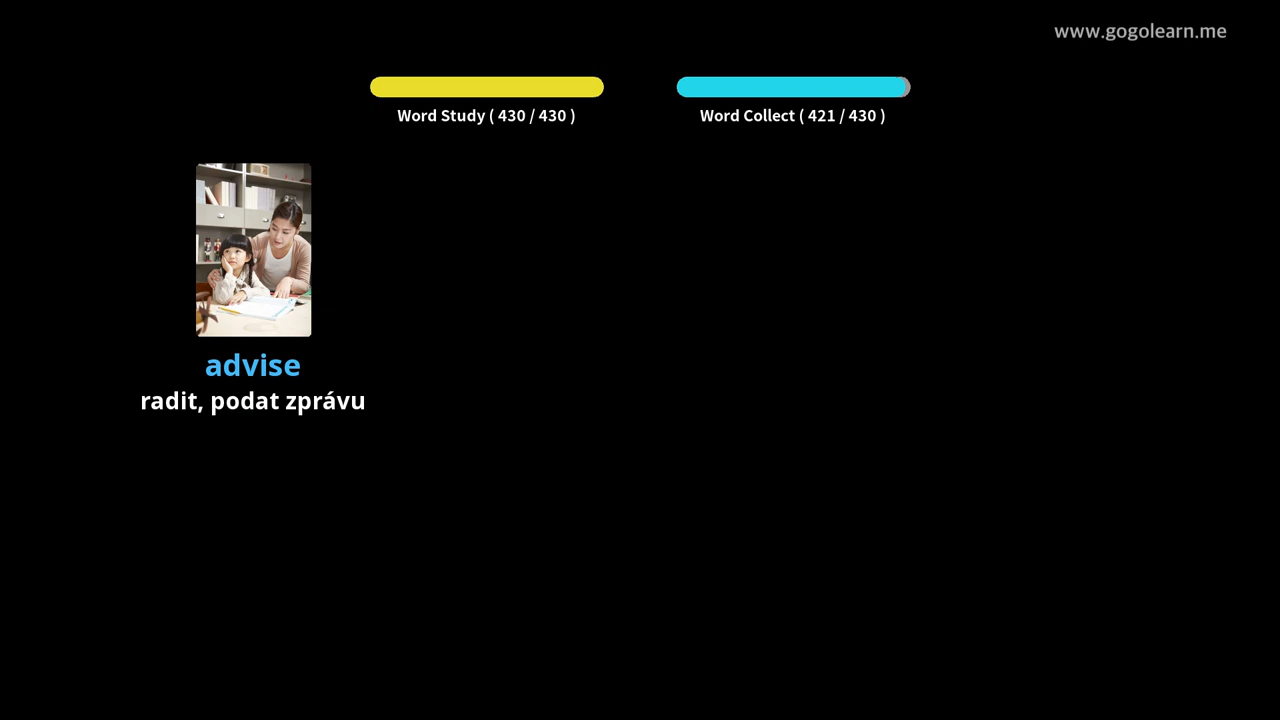 www.gogolearn.me
Word Study ( 430 / 430 )
Word Collect ( 421 / 430 )
advise
radit, podat zprávu